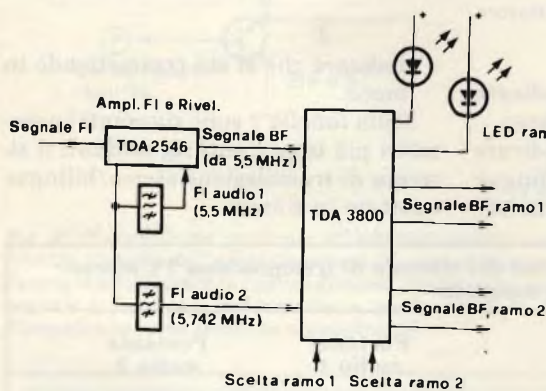 Ampl. FI e Rivel.
Segnale FI
TDA2546
Segnale BF
(da 5,5 MHz)
FI audio 1
(5,5 MHz)
FI audio 2
(5,742 MHz)
TDA 3800
LED ram
Segnale BF, ramo 1
Segnale BF, ramo 2
Scelta ramo 1 Scelta ramo 2
+
+